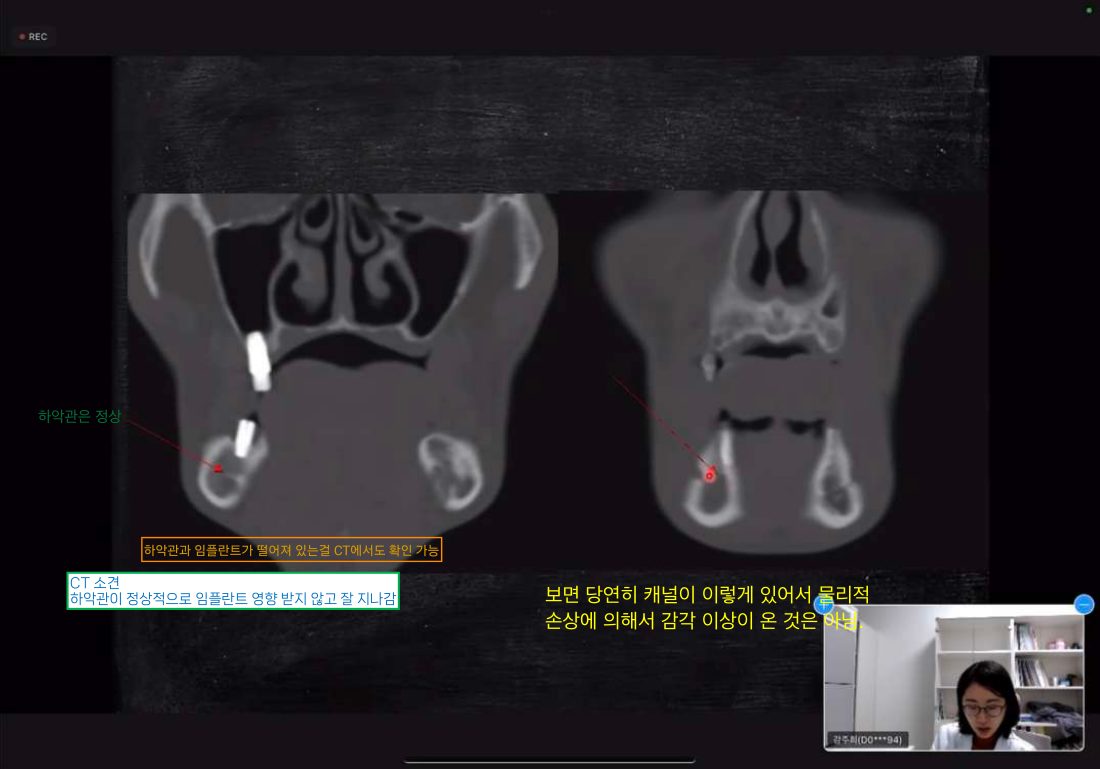 REC
하악관은 정상
하악관과 임플란트가 떨어져 있는걸 CT에서도 확인 가능
CT 소견
하악관이 정상적으로 임플란트 영향 받지 않고 잘 지나감
보면 당연히 캐널이 이렇게 있어서 물리적
손상에 의해서 감각 이상이 온 것은 아님.
(D0***94)